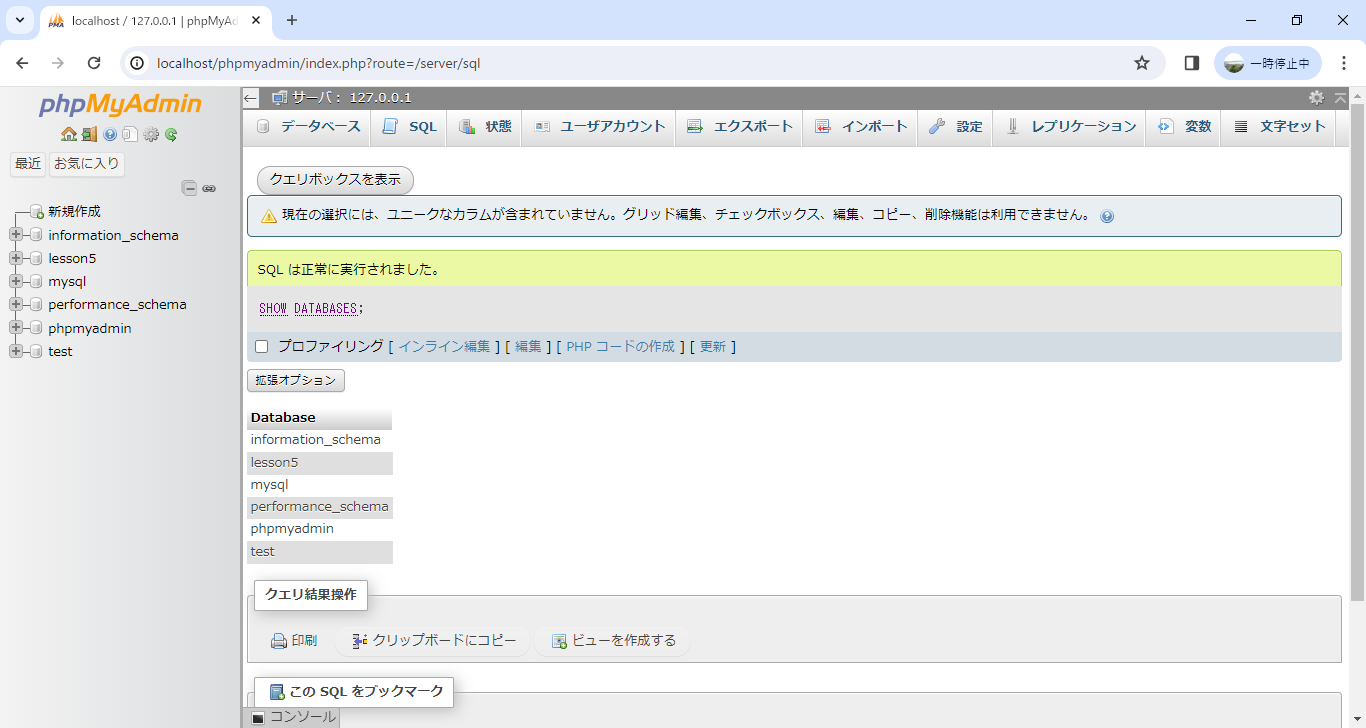 localhost / 127.0.0.1 | phpMyAd
localhost/phpmyadmin/index.php?route=/server/sql
一時停止中
phpMyAdmin
最近 お気に入り
新規作成
information_schema
lesson5
mysql
performance_schema
phpmyadmin
test
サーバ： 127.0.0.1
データベース SQL 状態 ユーザアカウント エクスポート インポート 設定 レプリケーション 変数 文字セット
クエリボックスを表示
現在の選択には、ユニークなカラムが含まれていません。グリッド編集、チェックボックス、編集、コピー、削除機能は利用できません。
SQL は正常に実行されました。
SHOW DATABASES;
プロファイリング [ インライン編集 ] [ 編集 ] [ PHP コードの作成 ] [ 更新 ]
拡張オプション
Database
information_schema
lesson5
mysql
performance_schema
phpmyadmin
test
クエリ結果操作
印刷 クリップボードにコピー ビューを作成する
この SQL をブックマーク
コンソール